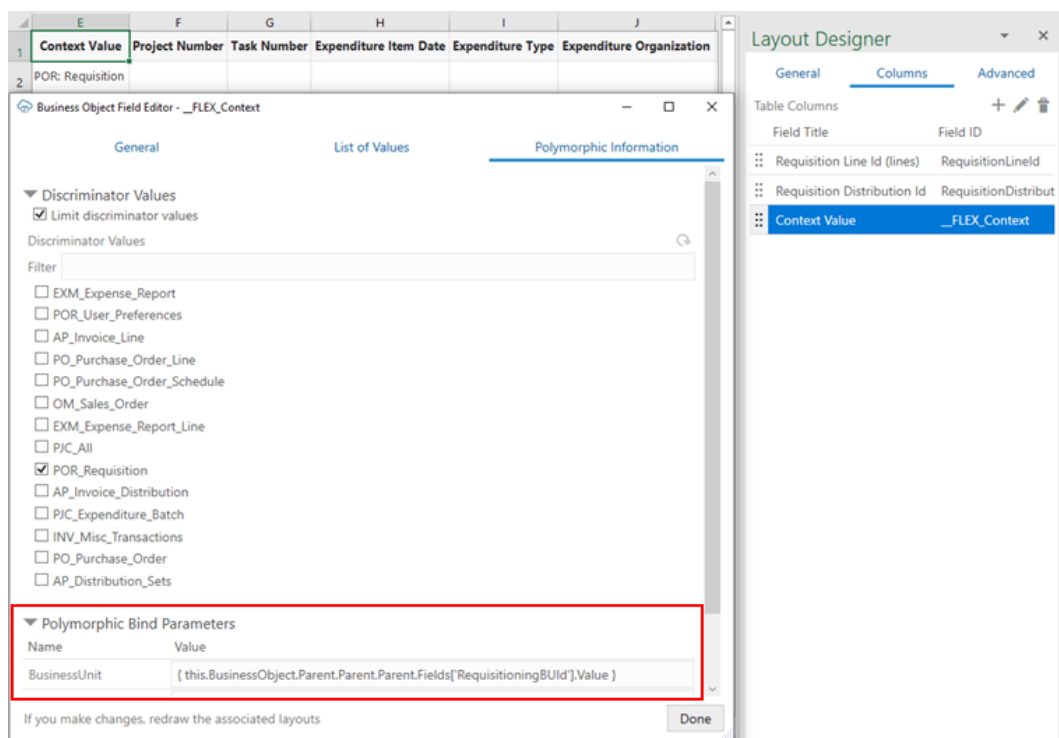 E F G H I J
1 Context Value Project Number Task Number Expenditure Item Date Expenditure Type Expenditure Organization
2 POR: Requisition
Business Object Field Editor - __FLEX_Context
General List of Values Polymorphic Information
Discriminator Values
Limit discriminator values
Discriminator Values
Filter
EXM_Expense_Report
POR_User_Preferences
AP_Invoice_Line
PO_Purchase_Order_Line
PO_Purchase_Order_Schedule
OM_Sales_Order
EXM_Expense_Report_Line
PJC_All
POR_Requisition
AP_Invoice_Distribution
PJC_Expenditure_Batch
INV_Misc_Transactions
PO_Purchase_Order
AP_Distribution_Sets
Polymorphic Bind Parameters
Name Value
BusinessUnit { this.BusinessObject.Parent.Parent.Parent.Fields['RequisitioningBUId'].Value }
If you make changes, redraw the associated layouts Done
Layout Designer
General Columns Advanced
Table Columns
Field Title Field ID
Requisition Line Id (lines) RequisitionLineId
Requisition Distribution Id RequisitionDistribut
Context Value __FLEX_Context